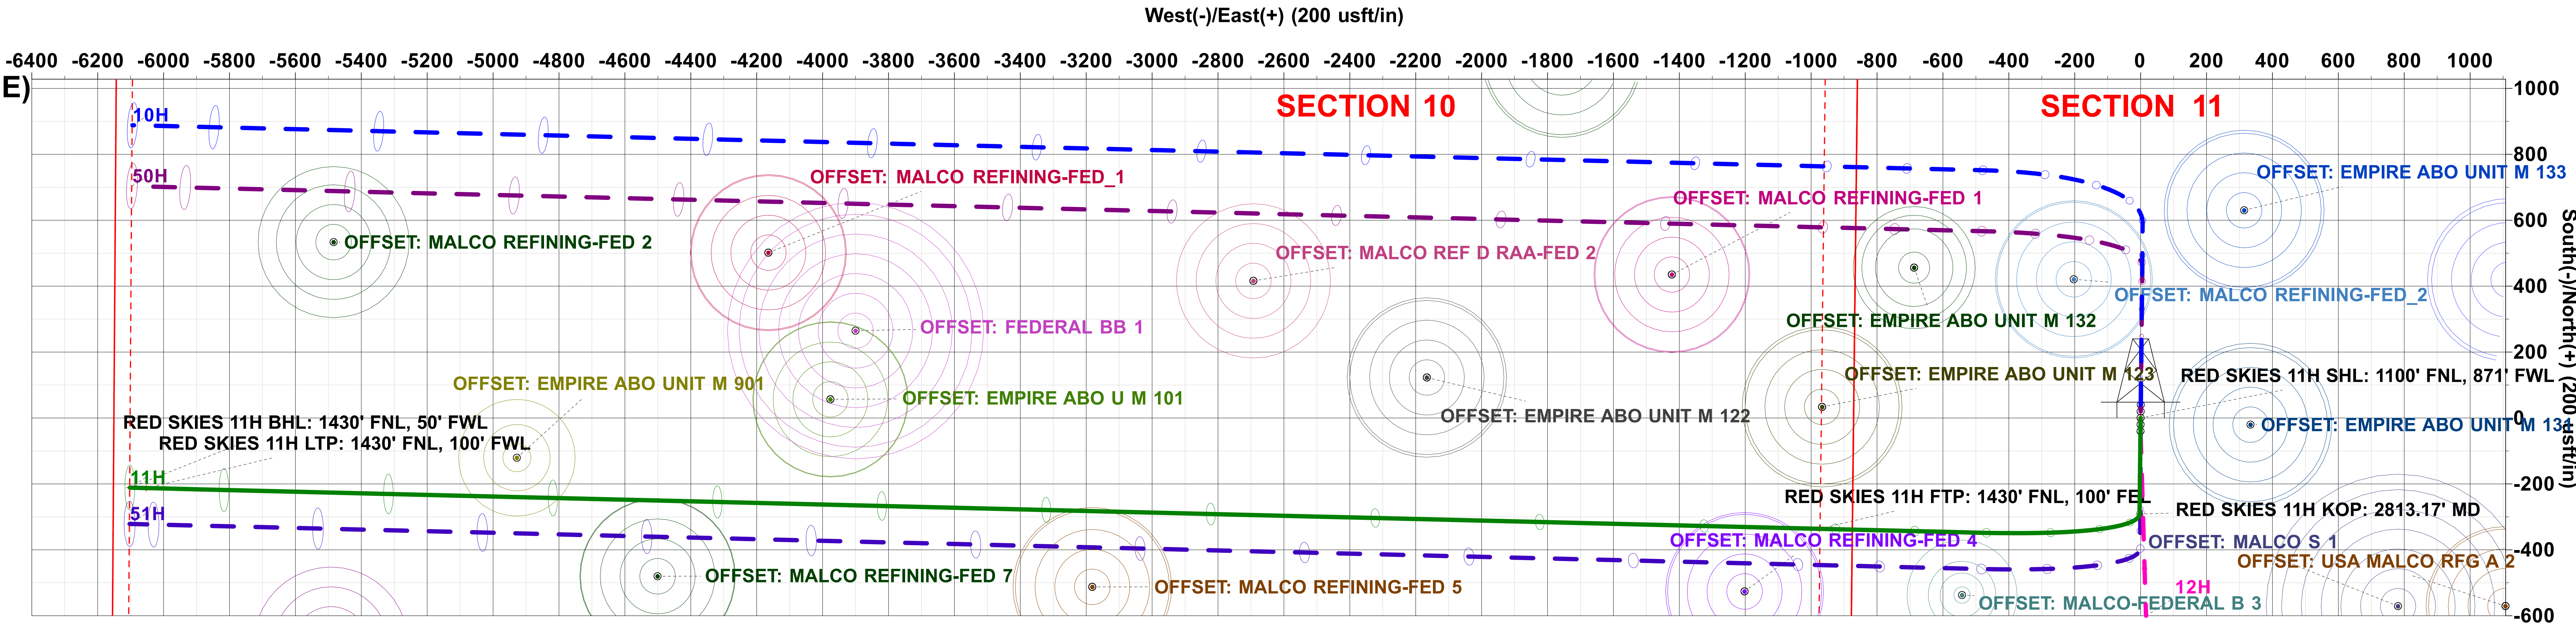 West(-)/East(+) (200 usft/in)
-6400 -6200 -6000 -5800 -5600 -5400 -5200 -5000 -4800 -4600 -4400 -4200 -4000 -3800 -3600 -3400 -3200 -3000 -2800 -2600 -2400 -2200 -2000 -1800 -1600 -1400 -1200 -1000 -800 -600 -400 -200 0 200 400 600 800 1000
E)
1000
SECTION 10
SECTION 11
10H
800
OFFSET: EMPIRE ABO UNIT M 133
50H
OFFSET: MALCO REFINING-FED_1
OFFSET: MALCO REFINING-FED 1
600
South(-)/North(+) (200 usft/in)
OFFSET: MALCO REFINING-FED 2
OFFSET: MALCO REF D RAA-FED 2
400
OFFSET: MALCO REFINING-FED_2
OFFSET: EMPIRE ABO UNIT M 132
OFFSET: FEDERAL BB 1
200
OFFSET: EMPIRE ABO UNIT M 123
RED SKIES 11H SHL: 1100' FNL, 871' FWL
OFFSET: EMPIRE ABO UNIT M 901
OFFSET: EMPIRE ABO U M 101
OFFSET: EMPIRE ABO UNIT M 122
0
RED SKIES 11H BHL: 1430' FNL, 50' FWL
OFFSET: EMPIRE ABO UNIT M 131
RED SKIES 11H LTP: 1430' FNL, 100' FWL
11H
-200
RED SKIES 11H FTP: 1430' FNL, 100' FEL
51H
RED SKIES 11H KOP: 2813.17' MD
OFFSET: MALCO REFINING-FED 4
OFFSET: MALCO S 1
-400
OFFSET: USA MALCO RFG A 2
OFFSET: MALCO REFINING-FED 7
OFFSET: MALCO REFINING-FED 5
12H
OFFSET: MALCO-FEDERAL B 3
-600